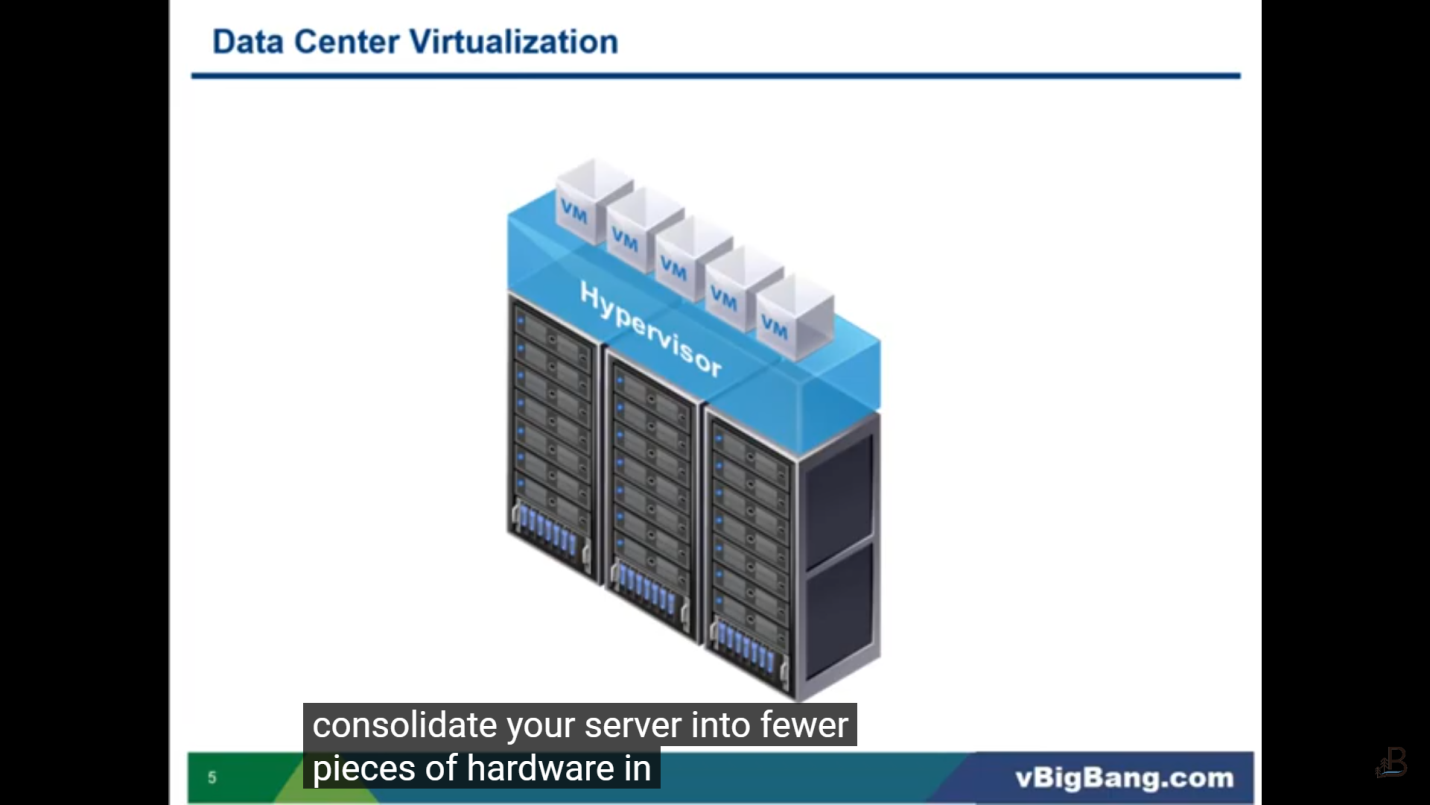 Data Center Virtualization
VM
VM
VM
VM
VM
Hypervisor
consolidate your server into fewer
pieces of hardware in
5
vBigBang.com
B